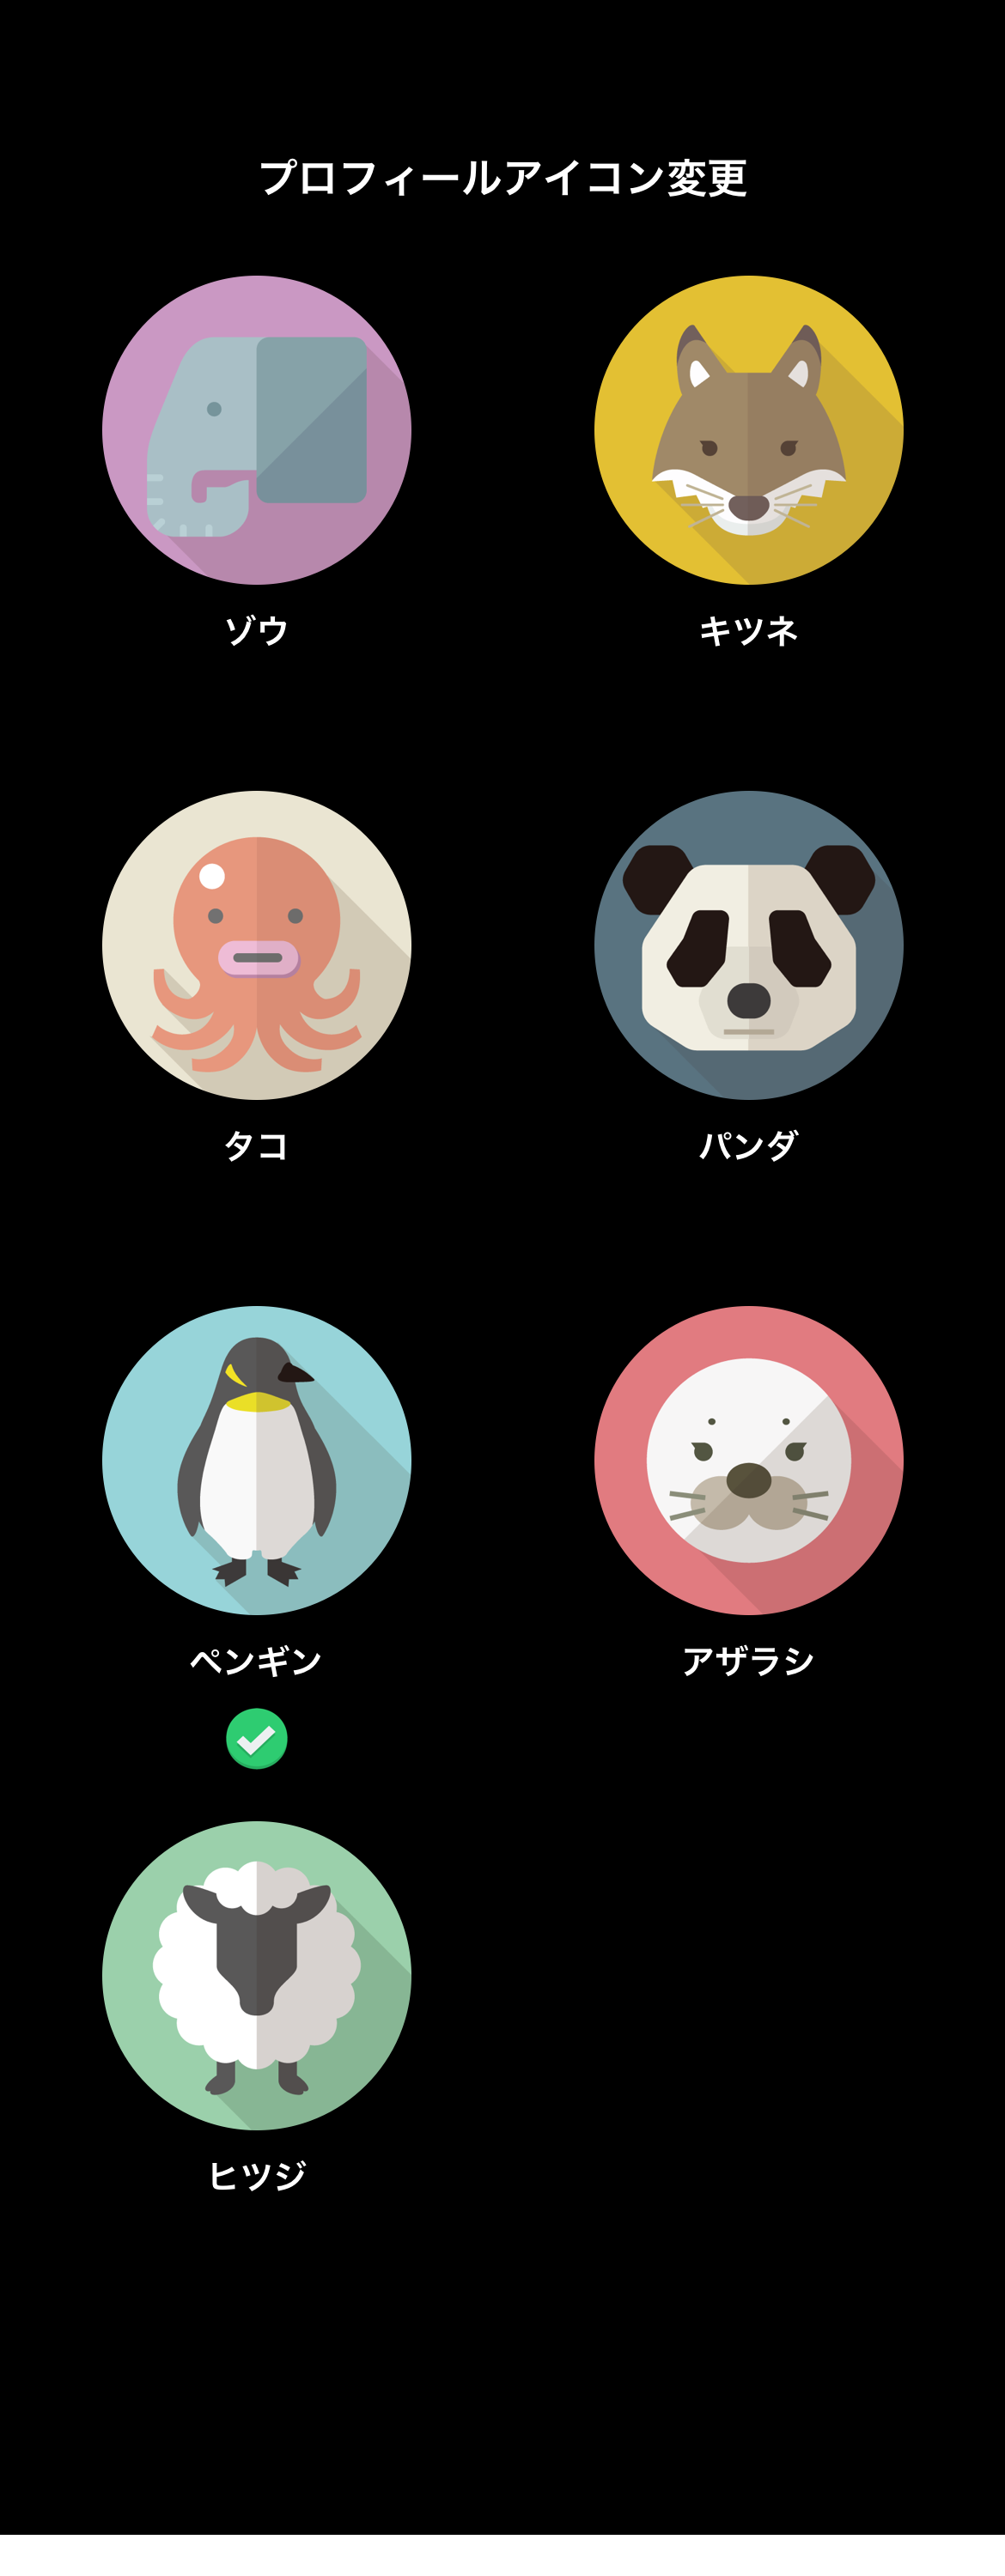 プロフィールアイコン変更
ゾウ
キツネ
タコ
パンダ
ペンギン
アザラシ
ヒツジ